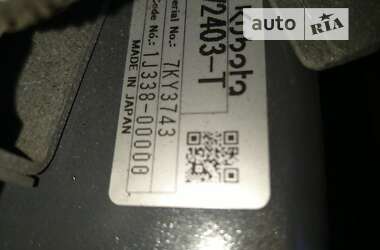 Kubota
V2403-T
Serial No.: 7KY3743
Code No.: 1J338-00000
MADE IN JAPAN
auto RIA